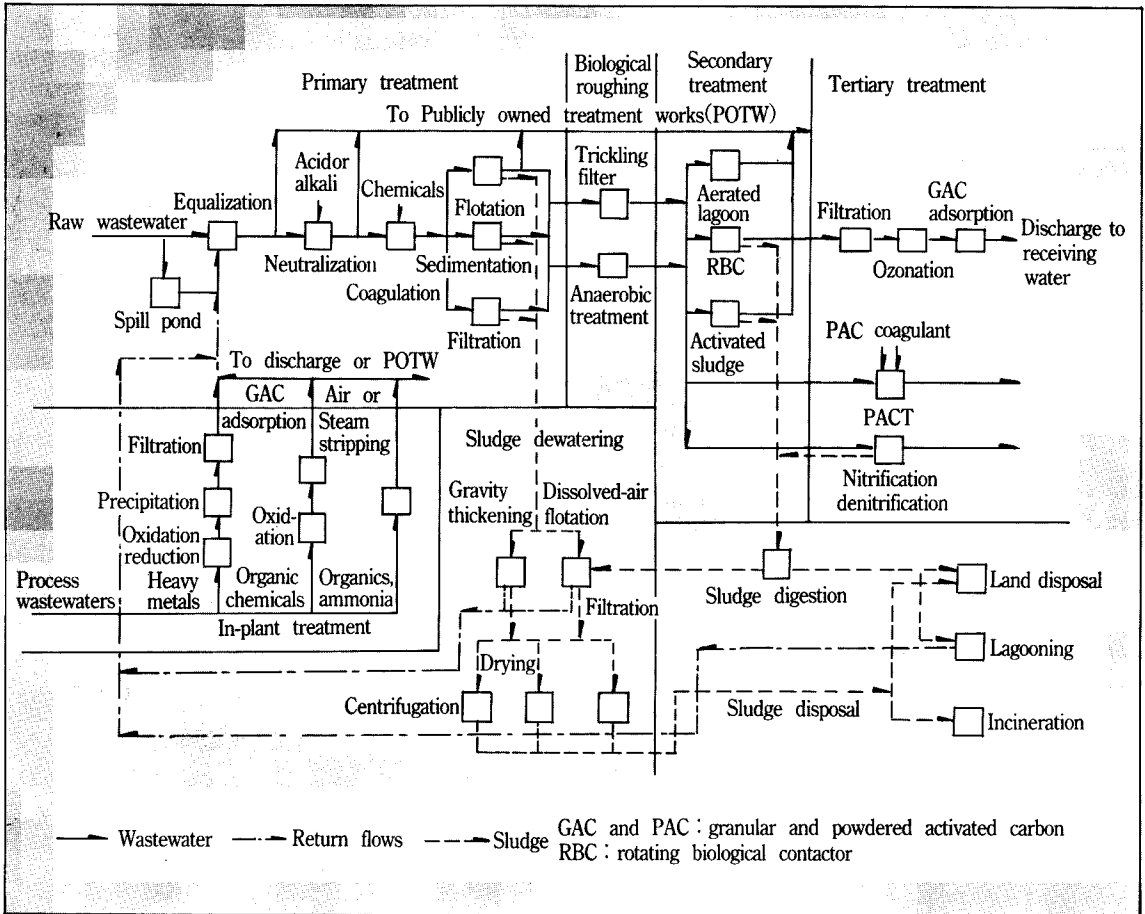 Primary treatment
Biological
roughing
Secondary
treatment
Tertiary treatment
To Publicly owned treatment works(POTW)
Raw wastewater
Equalization
Acidor
alkali
Chemicals
Flotation
Neutralization
Sedimentation
Coagulation
Filtration
Spill pond
Trickling
filter
Anaerobic
treatment
Aerated
lagoon
RBC
Activated
sludge
Filtration
GAC
adsorption
Ozonation
Discharge to
receiving
water
PAC coagulant
PACT
Nitrification
denitrification
To discharge or POTW
GAC
adsorption
Air or
Steam
stripping
Filtration
Precipitation
Oxidation
reduction
Oxid-
ation
Process
wastewaters
Heavy
metals
Organic
chemicals
Organics,
ammonia
In-plant treatment
Sludge dewatering
Gravity
thickening
Dissolved-air
flotation
Filtration
Drying
Centrifugation
Sludge digestion
Sludge disposal
Land disposal
Lagooning
Incineration
Wastewater
Return flows
Sludge
GAC and PAC : granular and powdered activated carbon
RBC : rotating biological contactor